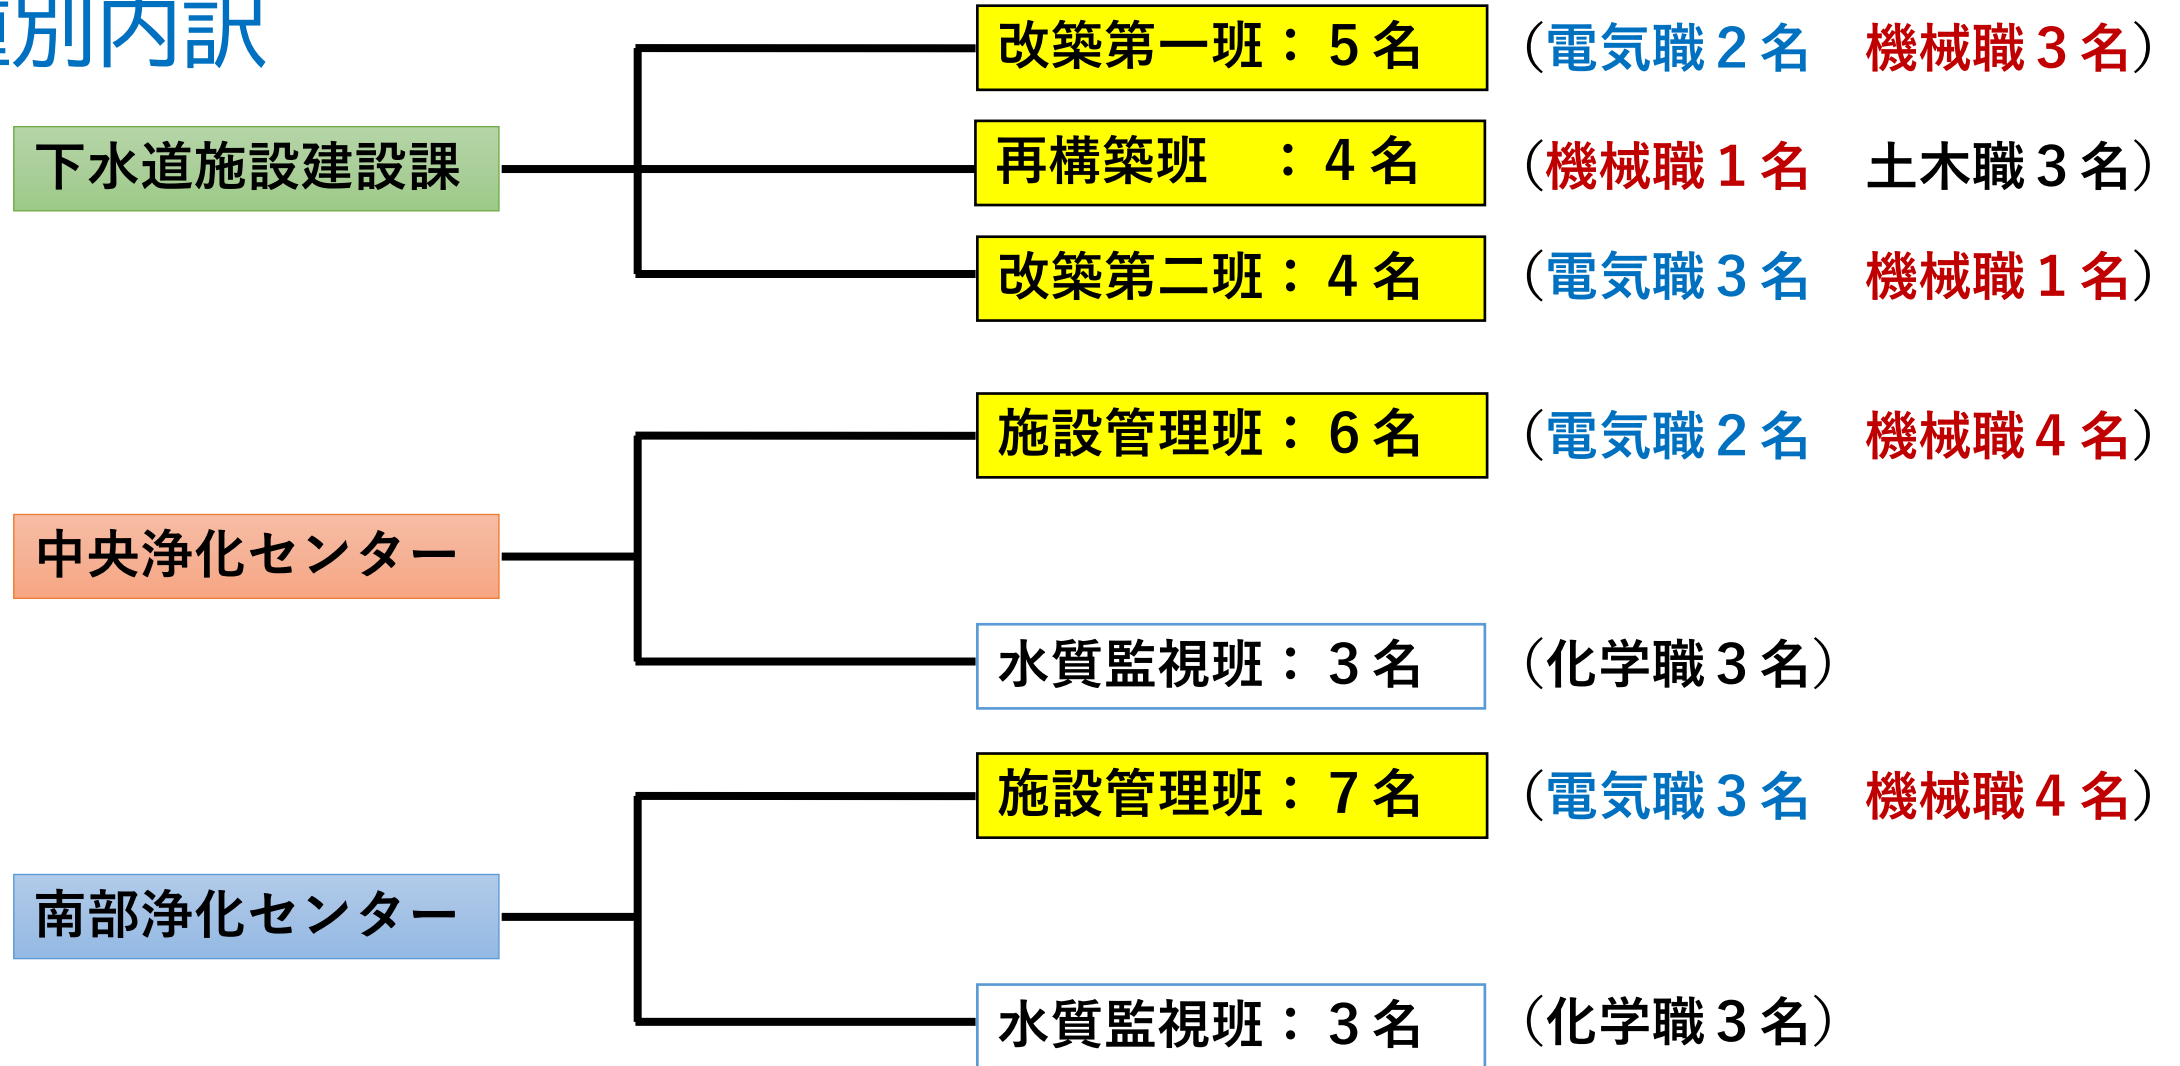 別内訳
改築第一班：5名 （電気職2名　機械職3名）
下水道施設建設課 再構築班　：4名 （機械職1名　土木職3名）
改築第二班：4名 （電気職3名　機械職1名）
施設管理班：6名 （電気職2名　機械職4名）
中央浄化センター
水質監視班：3名 （化学職3名）
施設管理班：7名 （電気職3名　機械職4名）
南部浄化センター
水質監視班：3名 （化学職3名）